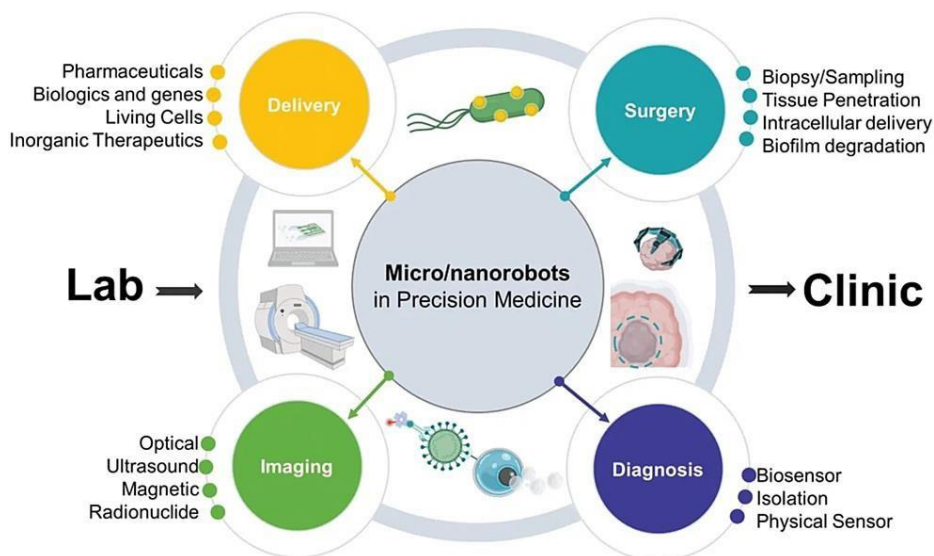 Pharmaceuticals
Biologics and genes
Living Cells
Inorganic Therapeutics
Delivery
Surgery
Biopsy/Sampling
Tissue Penetration
Intracellular delivery
Biofilm degradation
Lab
Micro/nanorobots
in Precision Medicine
Clinic
Optical
Ultrasound
Magnetic
Radionuclide
Imaging
Diagnosis
Biosensor
Isolation
Physical Sensor